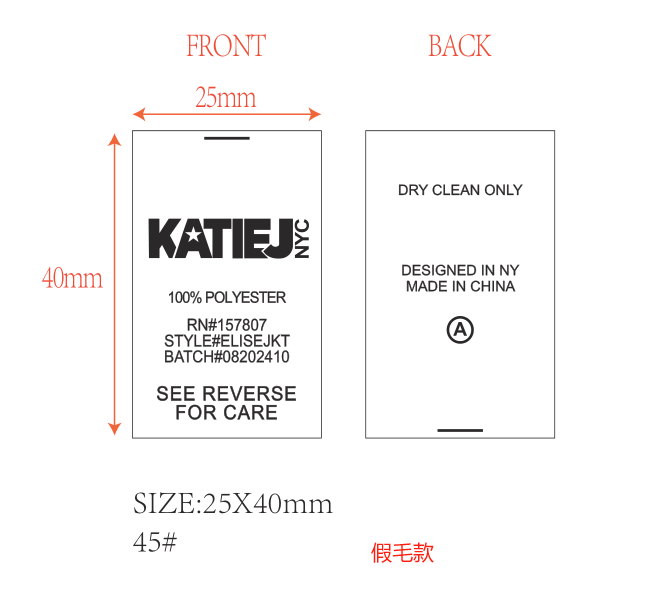 FRONT
BACK
25mm
40mm
KATIEJ NYC
100% POLYESTER
RN#157807
STYLE#ELISEJKT
BATCH#08202410
SEE REVERSE
FOR CARE
DRY CLEAN ONLY
DESIGNED IN NY
MADE IN CHINA
A
SIZE:25X40mm
45#
假毛款